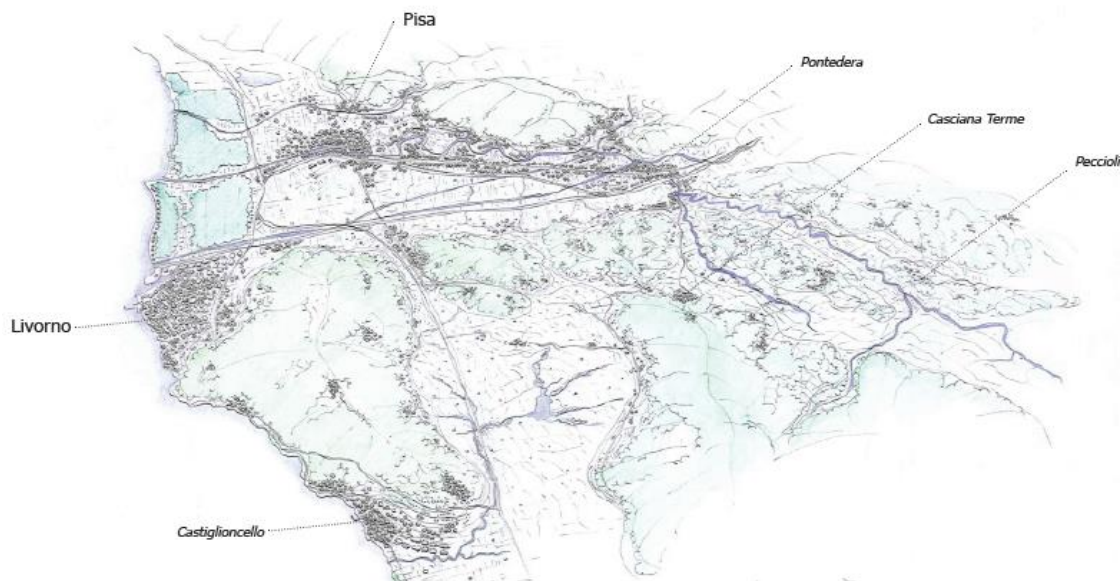 Pisa
Pontedera
Casciana Terme
Peccioli
Livorno
Castiglioncello